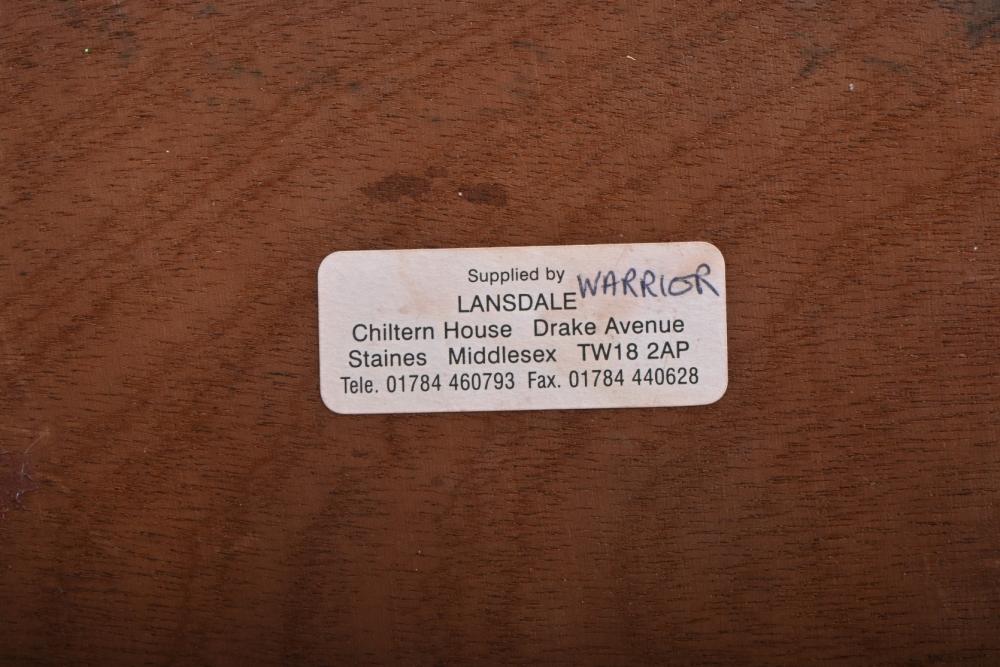 Supplied by
LANSDALE WARRIOR
Chiltern House Drake Avenue
Staines Middlesex TW18 2AP
Tele. 01784 460793 Fax. 01784 440628